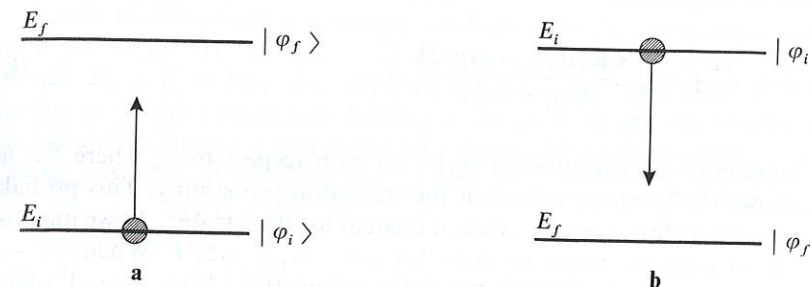 E_f | φ_f ⟩
E_i | φ_i ⟩
a
E_i | φ_i
E_f | φ_f
b